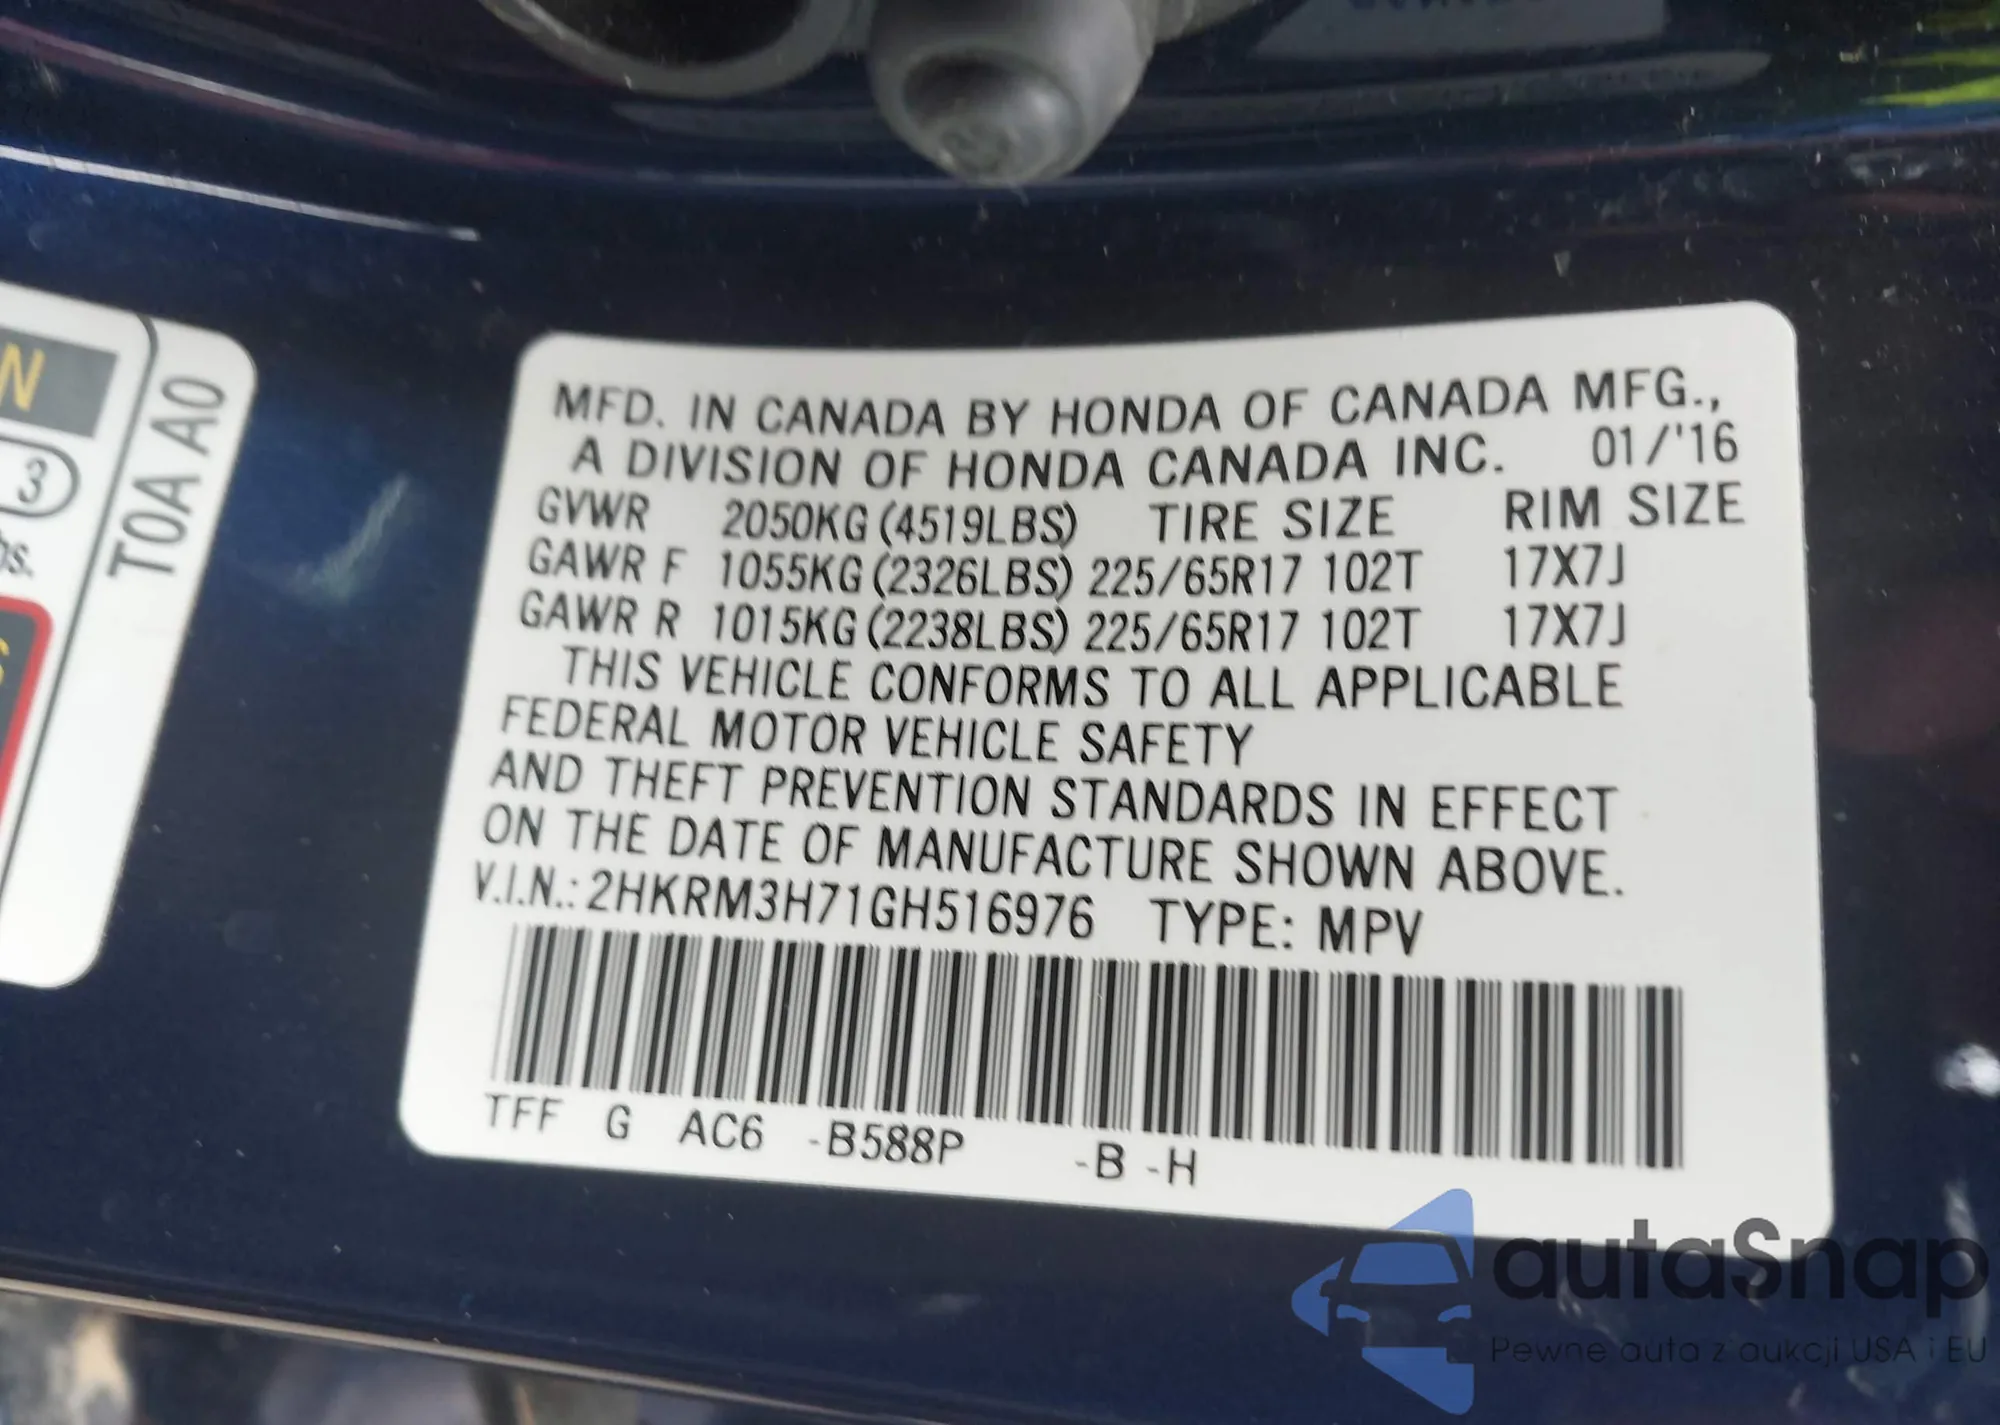 N
3
bs.
T0A A0
MFD. IN CANADA BY HONDA OF CANADA MFG.,
A DIVISION OF HONDA CANADA INC. 01/'16
GVWR 2050KG (4519LBS) TIRE SIZE RIM SIZE
GAWR F 1055KG (2326LBS) 225/65R17 102T 17X7J
GAWR R 1015KG (2238LBS) 225/65R17 102T 17X7J
THIS VEHICLE CONFORMS TO ALL APPLICABLE
FEDERAL MOTOR VEHICLE SAFETY
AND THEFT PREVENTION STANDARDS IN EFFECT
ON THE DATE OF MANUFACTURE SHOWN ABOVE.
V.I.N.: 2HKRM3H71GH516976 TYPE: MPV
TFF G AC6 -B588P -B -H
autaSnap
Pewne auta z aukcji USA i EU